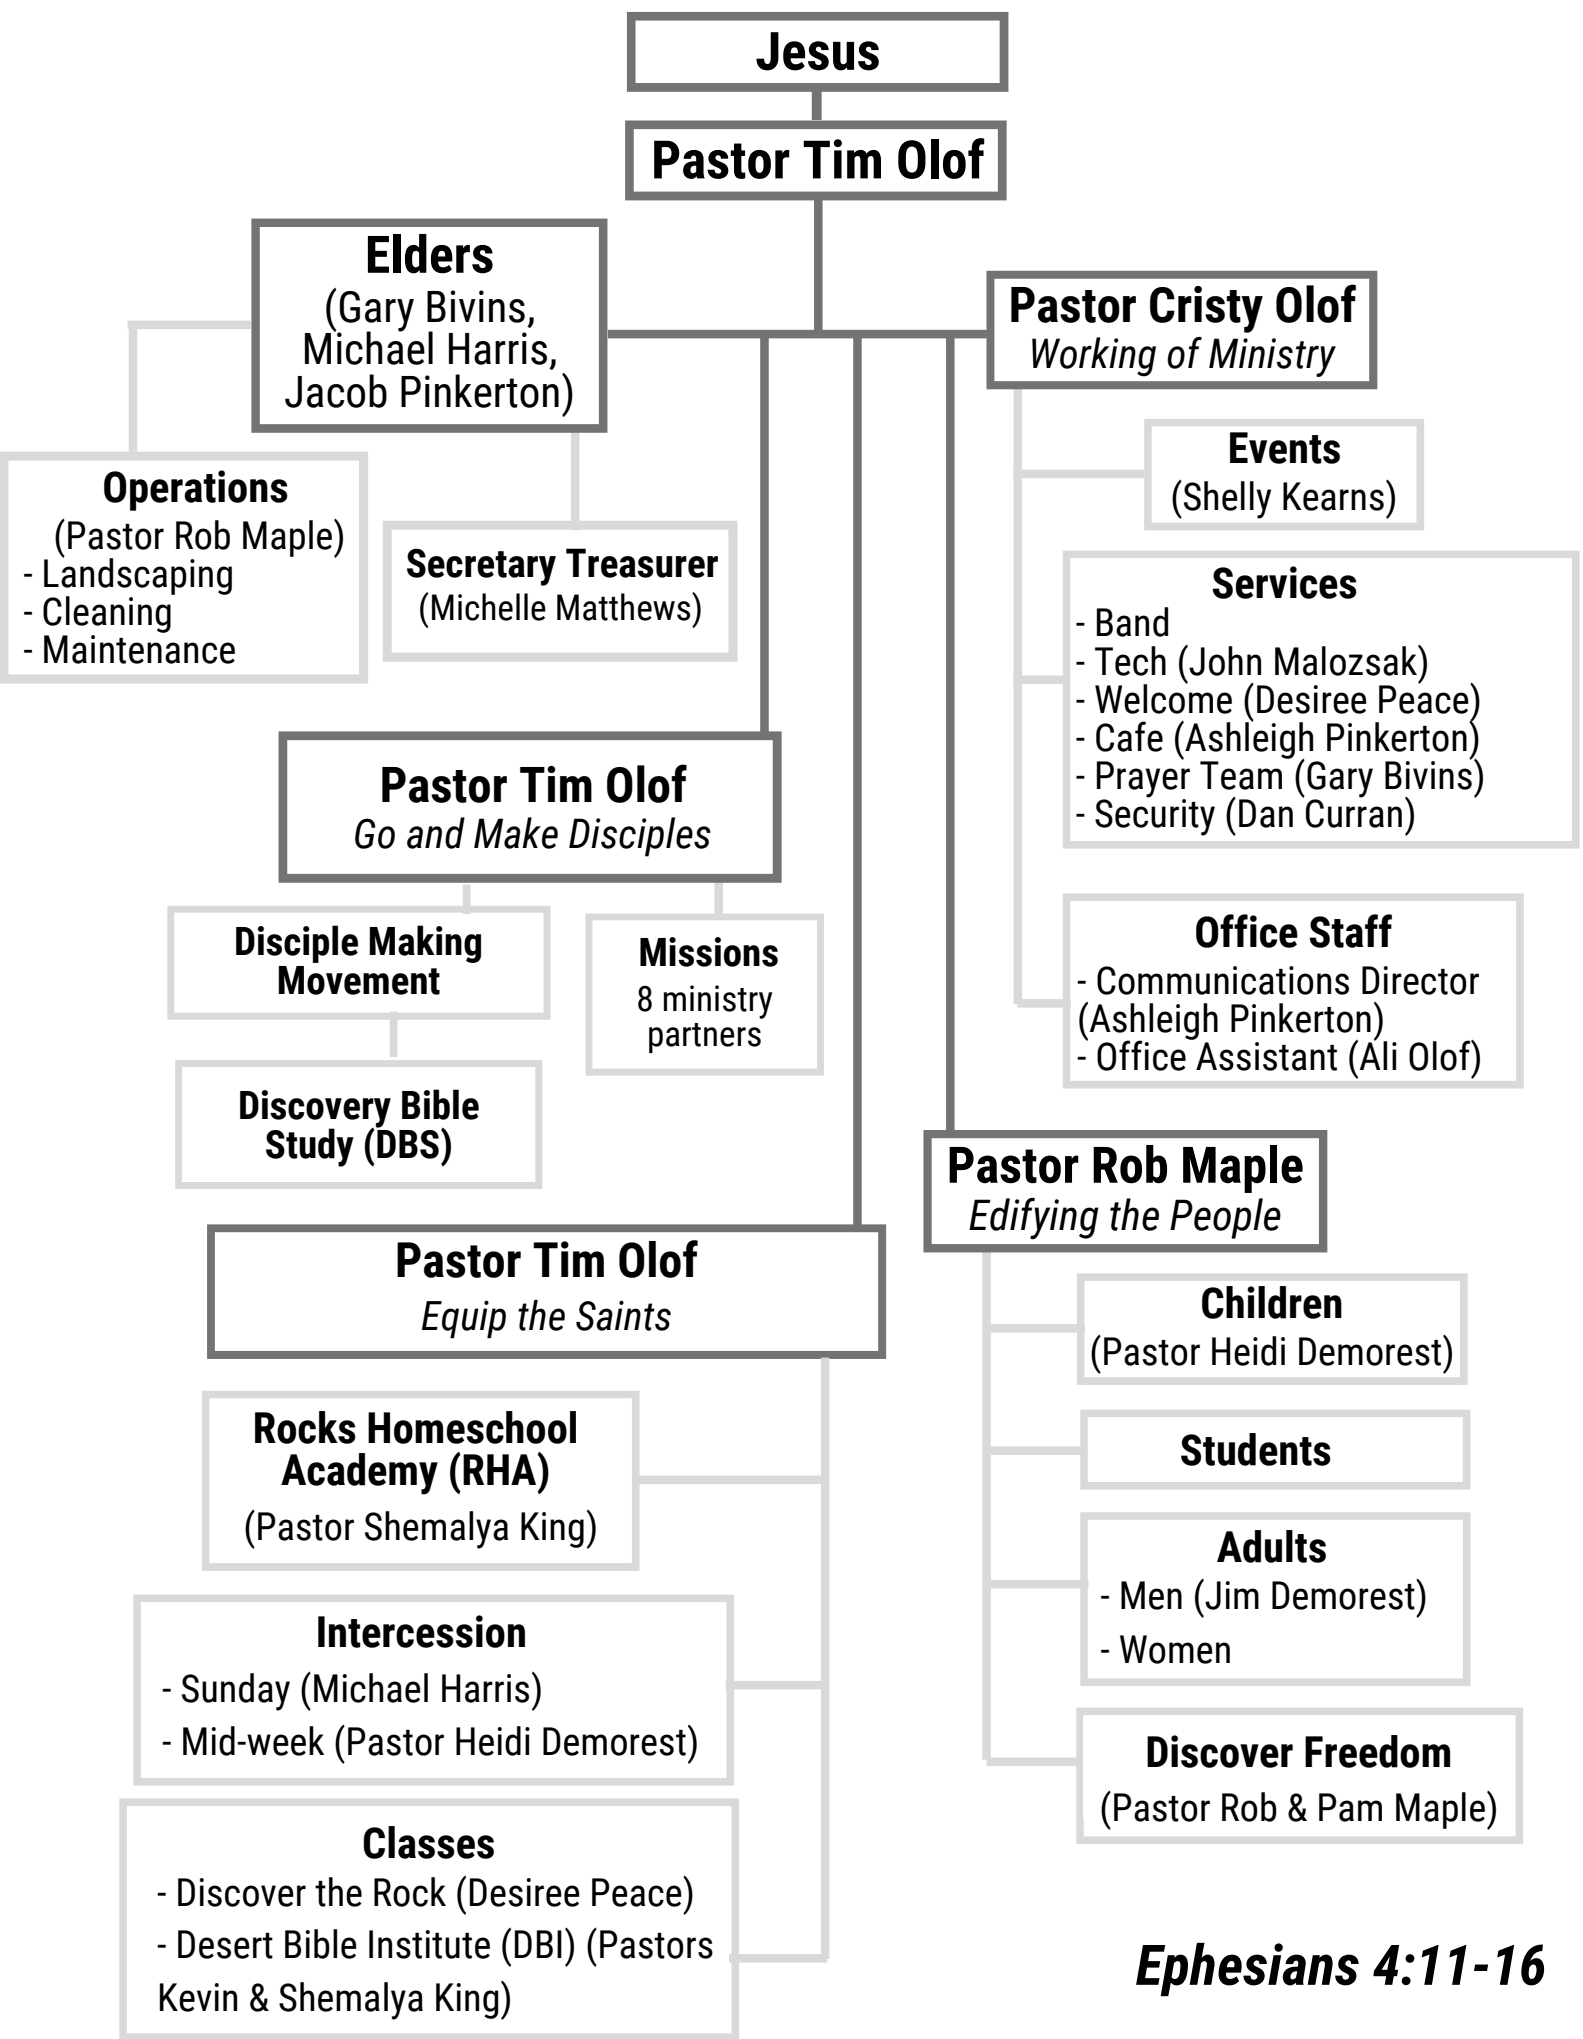 Jesus
Pastor Tim Olof
Elders
(Gary Bivins,
Michael Harris,
Jacob Pinkerton)
Operations
(Pastor Rob Maple)
- Landscaping
- Cleaning
- Maintenance
Secretary Treasurer
(Michelle Matthews)
Pastor Cristy Olof
Working of Ministry
Events
(Shelly Kearns)
Services
- Band
- Tech (John Malozsak)
- Welcome (Desiree Peace)
- Cafe (Ashleigh Pinkerton)
- Prayer Team (Gary Bivins)
- Security (Dan Curran)
Office Staff
- Communications Director
(Ashleigh Pinkerton)
- Office Assistant (Ali Olof)
Pastor Tim Olof
Go and Make Disciples
Disciple Making
Movement
Missions
8 ministry
partners
Discovery Bible
Study (DBS)
Pastor Tim Olof
Equip the Saints
Rocks Homeschool
Academy (RHA)
(Pastor Shemalya King)
Intercession
- Sunday (Michael Harris)
- Mid-week (Pastor Heidi Demorest)
Classes
- Discover the Rock (Desiree Peace)
- Desert Bible Institute (DBI) (Pastors
Kevin & Shemalya King)
Pastor Rob Maple
Edifying the People
Children
(Pastor Heidi Demorest)
Students
Adults
- Men (Jim Demorest)
- Women
Discover Freedom
(Pastor Rob & Pam Maple)
Ephesians 4:11-16